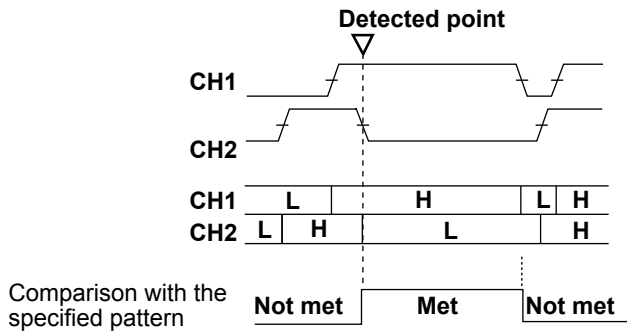 Detected point
CH1
CH2
CH1 L H L H
CH2 L H L H
Comparison with the
specified pattern
Not met Met Not met